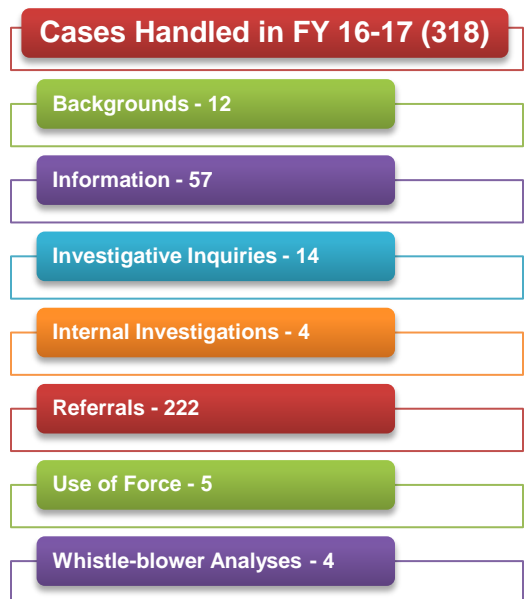 Cases Handled in FY 16-17 (318)
Backgrounds - 12
Information - 57
Investigative Inquiries - 14
Internal Investigations - 4
Referrals - 222
Use of Force - 5
Whistle-blower Analyses - 4